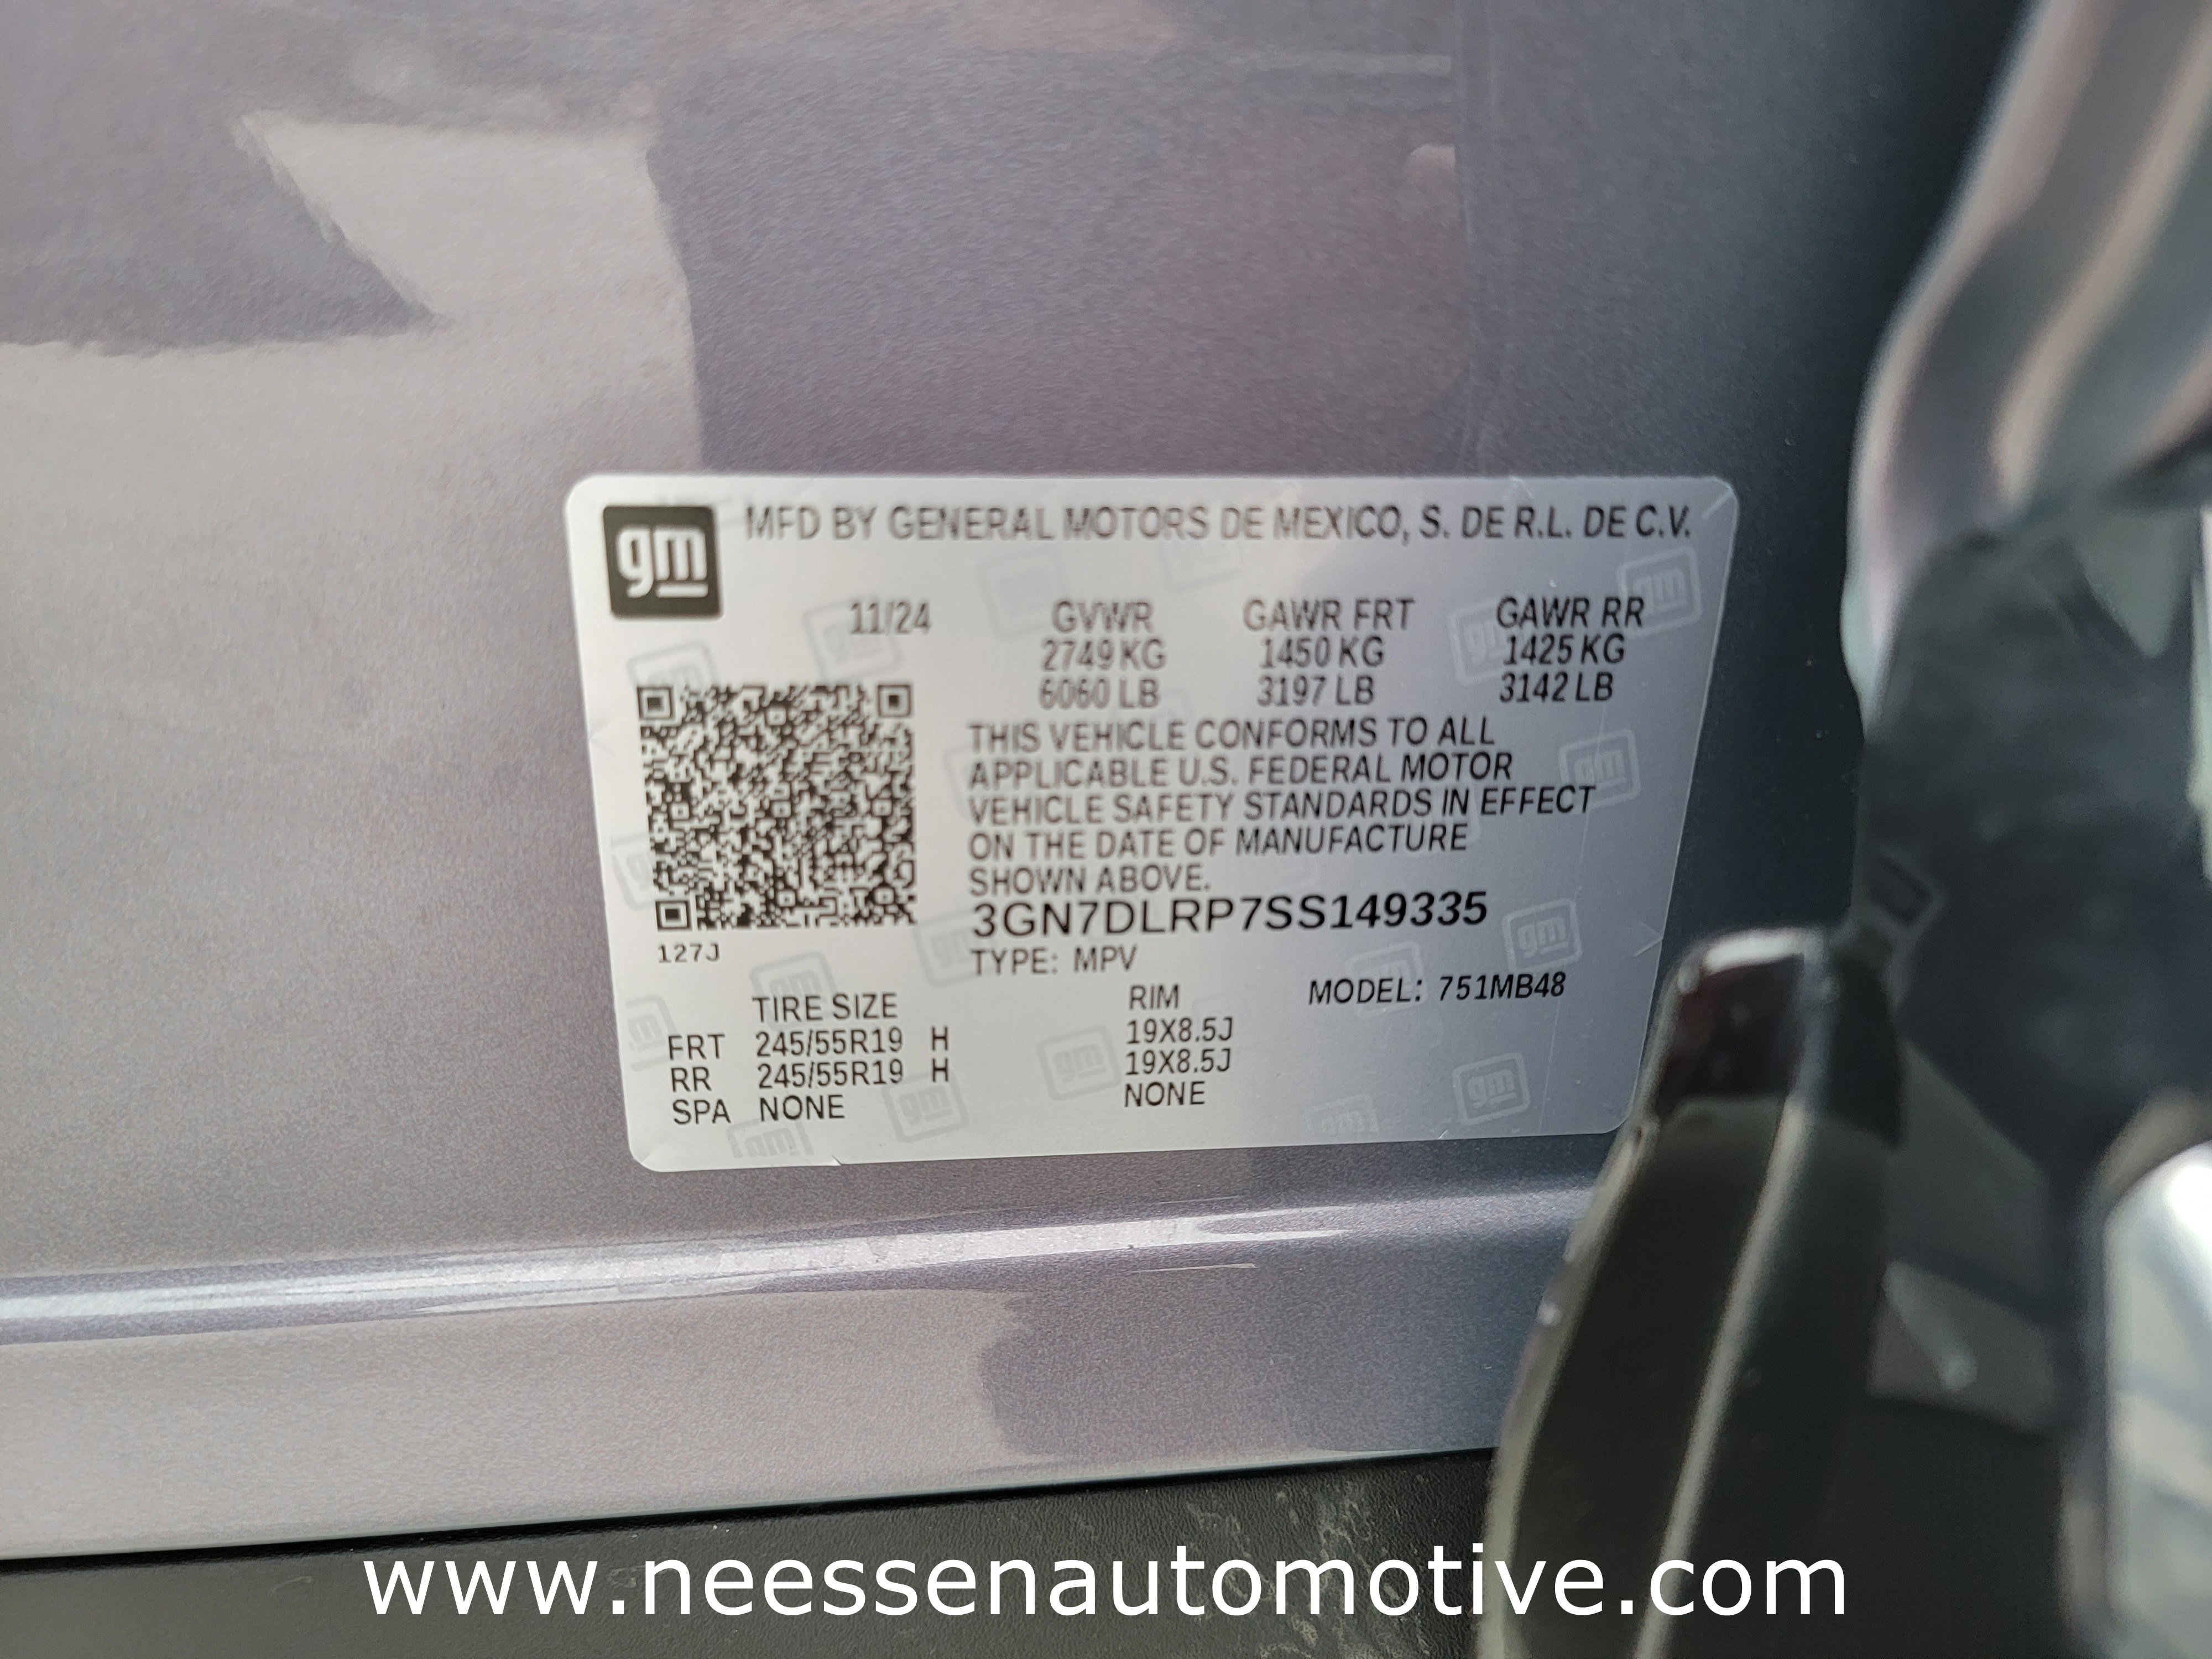 gm MFD BY GENERAL MOTORS DE MEXICO, S. DE R.L. DE C.V.
11/24 GVWR GAWR FRT GAWR RR
2749 KG 1450 KG 1425 KG
6060 LB 3197 LB 3142 LB
THIS VEHICLE CONFORMS TO ALL
APPLICABLE U.S. FEDERAL MOTOR
VEHICLE SAFETY STANDARDS IN EFFECT
ON THE DATE OF MANUFACTURE
SHOWN ABOVE.
3GN7DLRP7SS149335
127J
TYPE: MPV
MODEL: 751MB48
TIRE SIZE RIM
FRT 245/55R19 H 19X8.5J
RR 245/55R19 H 19X8.5J
SPA NONE NONE
www.neessenautomotive.com